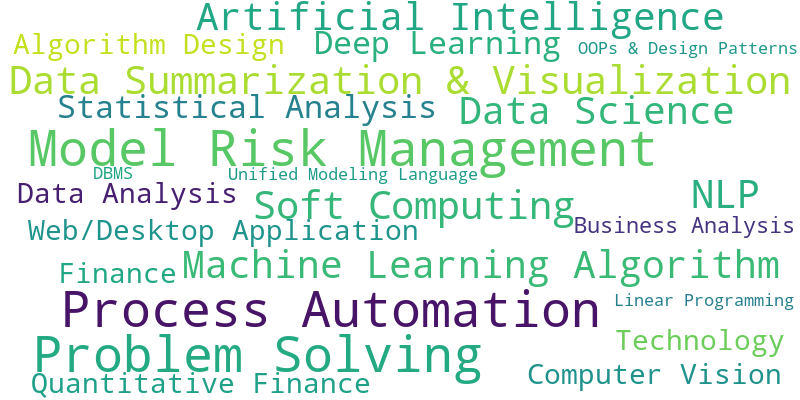 Artificial Intelligence
Algorithm Design
Deep Learning
OOPs & Design Patterns
Data Summarization & Visualization
Statistical Analysis
Data Science
Model Risk Management
DBMS
Unified Modeling Language
Data Analysis
Soft Computing
NLP
Web/Desktop Application
Business Analysis
Finance
Machine Learning Algorithm
Process Automation
Linear Programming
Problem Solving
Technology
Quantitative Finance
Computer Vision